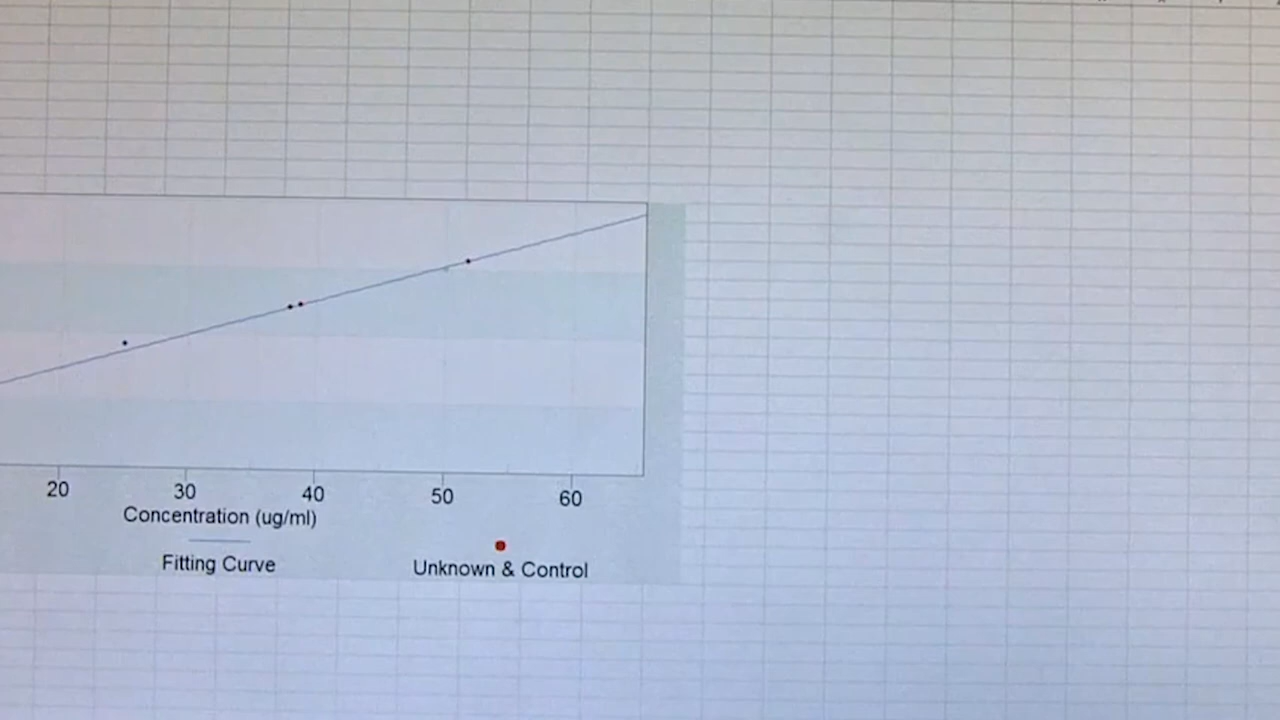 20 30 40 50 60
Concentration (ug/ml)
Fitting Curve
Unknown & Control